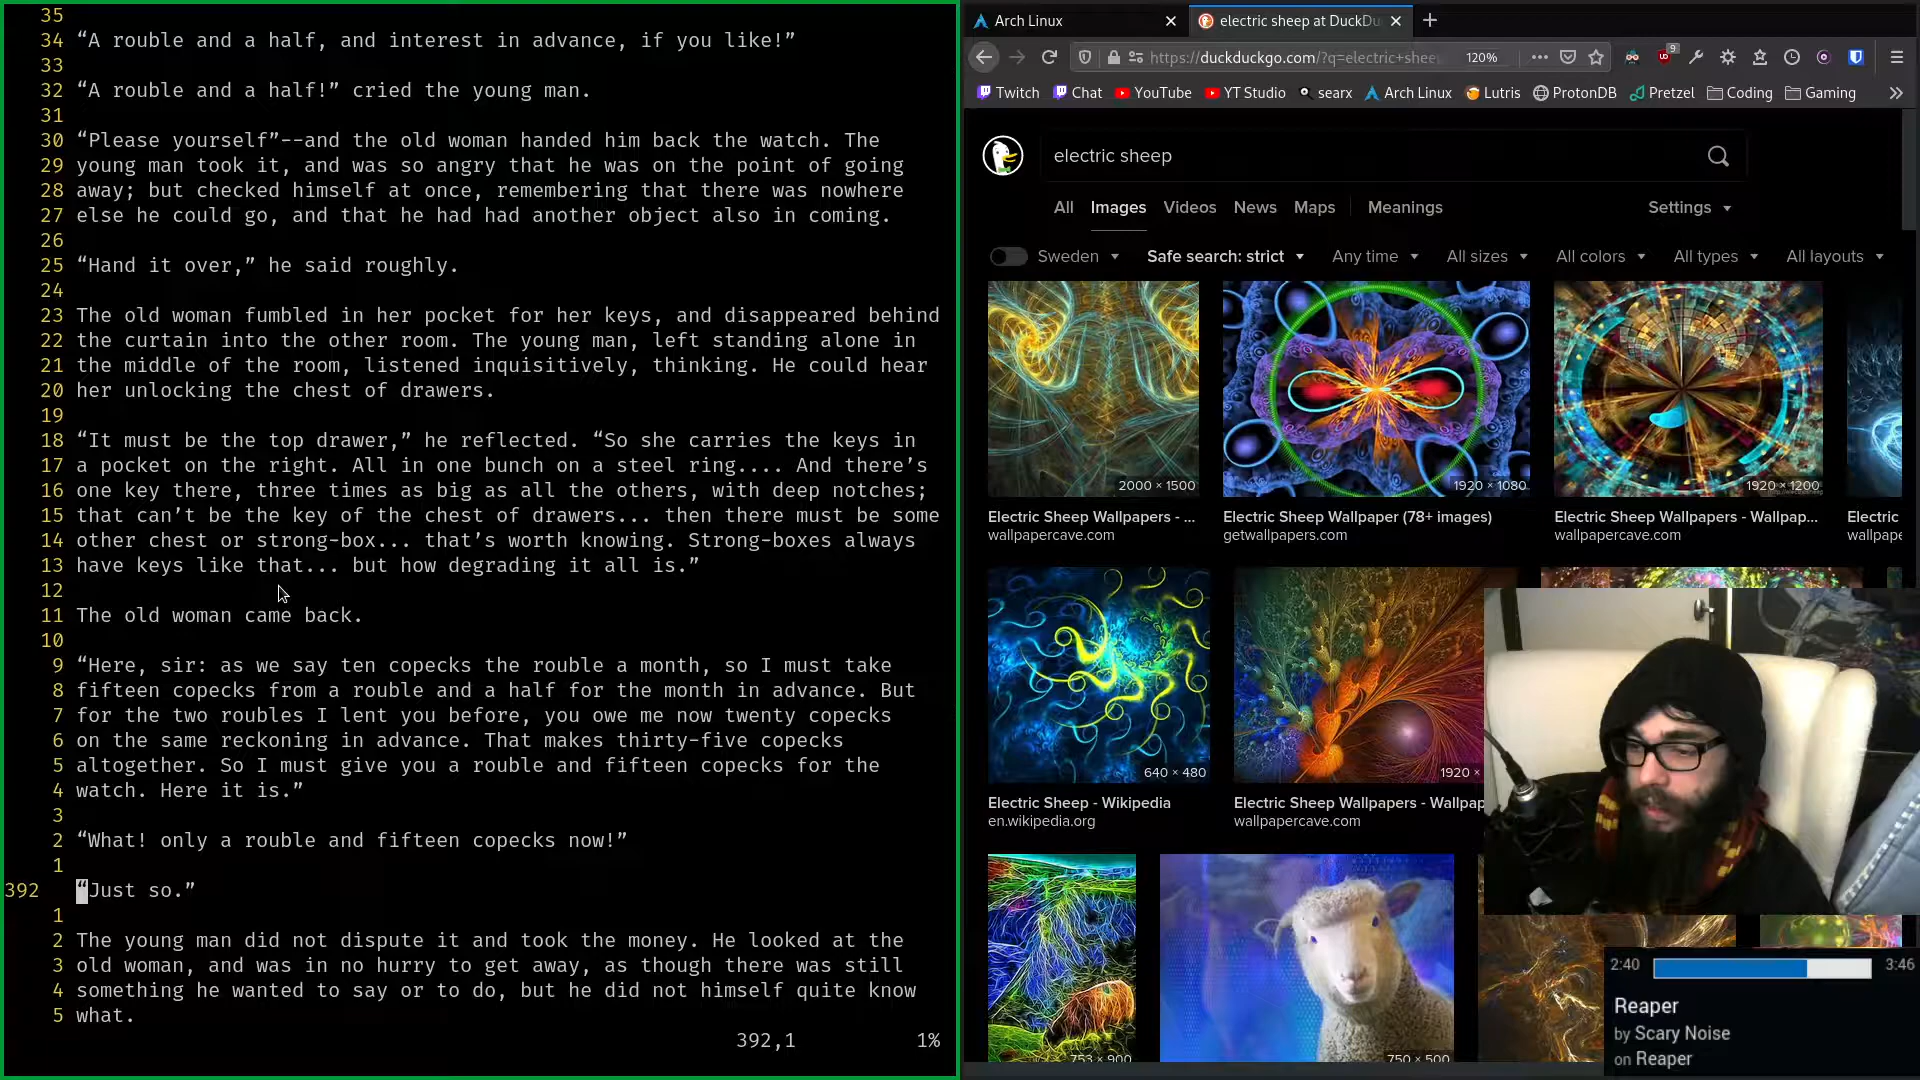 35
34 “A rouble and a half, and interest in advance, if you like!”
33
32 “A rouble and a half!” cried the young man.
31
30 “Please yourself”--and the old woman handed him back the watch. The
29 young man took it, and was so angry that he was on the point of going
28 away; but checked himself at once, remembering that there was nowhere
27 else he could go, and that he had had another object also in coming.
26
25 “Hand it over,” he said roughly.
24
23 The old woman fumbled in her pocket for her keys, and disappeared behind
22 the curtain into the other room. The young man, left standing alone in
21 the middle of the room, listened inquisitively, thinking. He could hear
20 her unlocking the chest of drawers.
19
18 “It must be the top drawer,” he reflected. “So she carries the keys in
17 a pocket on the right. All in one bunch on a steel ring.... And there’s
16 one key there, three times as big as all the others, with deep notches;
15 that can’t be the key of the chest of drawers... then there must be some
14 other chest or strong-box... that’s worth knowing. Strong-boxes always
13 have keys like that... but how degrading it all is.”
12
11 The old woman came back.
10
9 “Here, sir: as we say ten copecks the rouble a month, so I must take
8 fifteen copecks from a rouble and a half for the month in advance. But
7 for the two roubles I lent you before, you owe me now twenty copecks
6 on the same reckoning in advance. That makes thirty-five copecks
5 altogether. So I must give you a rouble and fifteen copecks for the
4 watch. Here it is.”
3
2 “What! only a rouble and fifteen copecks now!”
1
392 “Just so.”
1
2 The young man did not dispute it and took the money. He looked at the
3 old woman, and was in no hurry to get away, as though there was still
4 something he wanted to say or to do, but he did not himself quite know
5 what.
392,1 1%
Arch Linux
electric sheep at DuckDu
https://duckduckgo.com/?q=electric+shee
120%
9
Twitch Chat YouTube YT Studio searx Arch Linux Lutris ProtonDB Pretzel Coding Gaming
electric sheep
All Images Videos News Maps Meanings Settings
Sweden Safe search: strict Any time All sizes All colors All types All layouts
2000 × 1500 1920 × 1080 1920 × 1200
Electric Sheep Wallpapers - ... Electric Sheep Wallpaper (78+ images) Electric Sheep Wallpapers - Wallpap... Electric
wallpapercave.com getwallpapers.com wallpapercave.com wallpape
640 × 480 1920 ×
Electric Sheep - Wikipedia Electric Sheep Wallpapers - Wallpap
en.wikipedia.org wallpapercave.com
753 × 900 750 × 500
2:40 3:46
Reaper
by Scary Noise
on Reaper